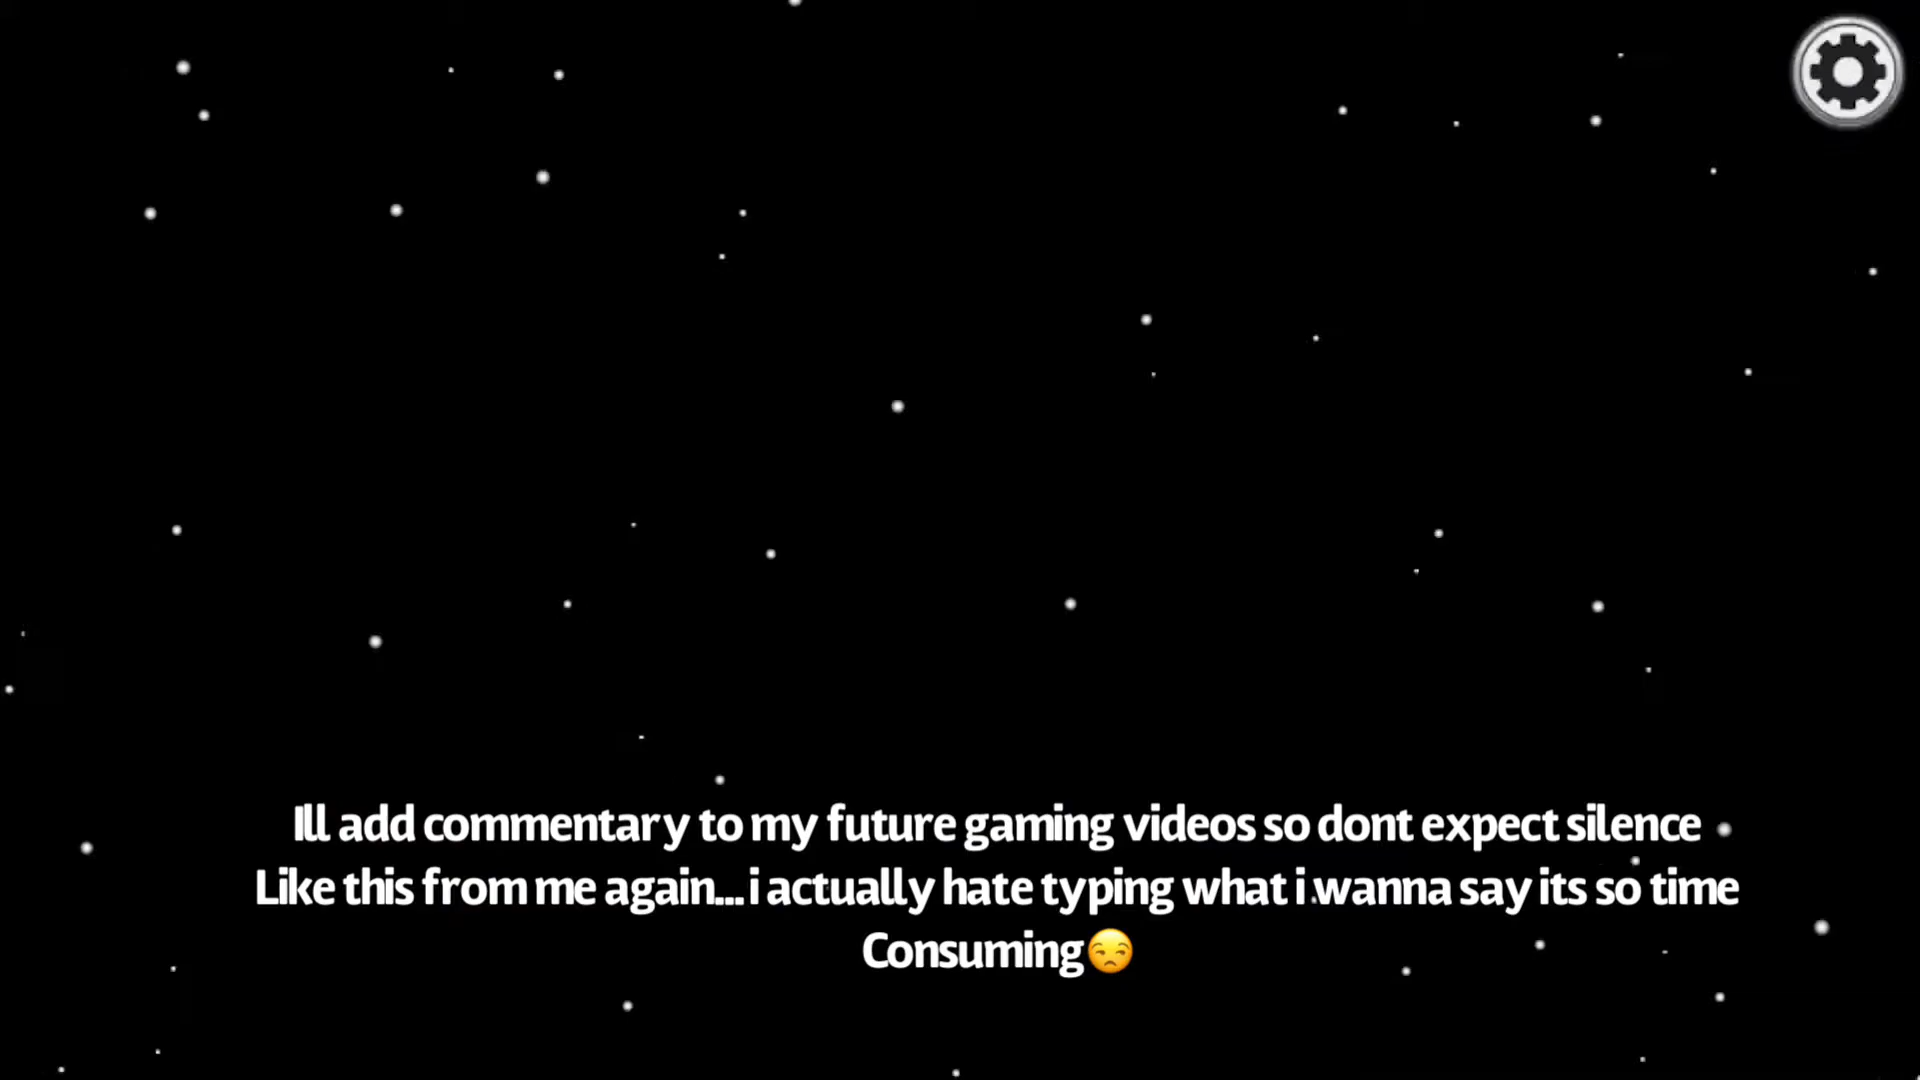 Ill add commentary to my future gaming videos so dont expect silence
Like this from me again... i actually hate typing what i wanna say its so time
Consuming😒